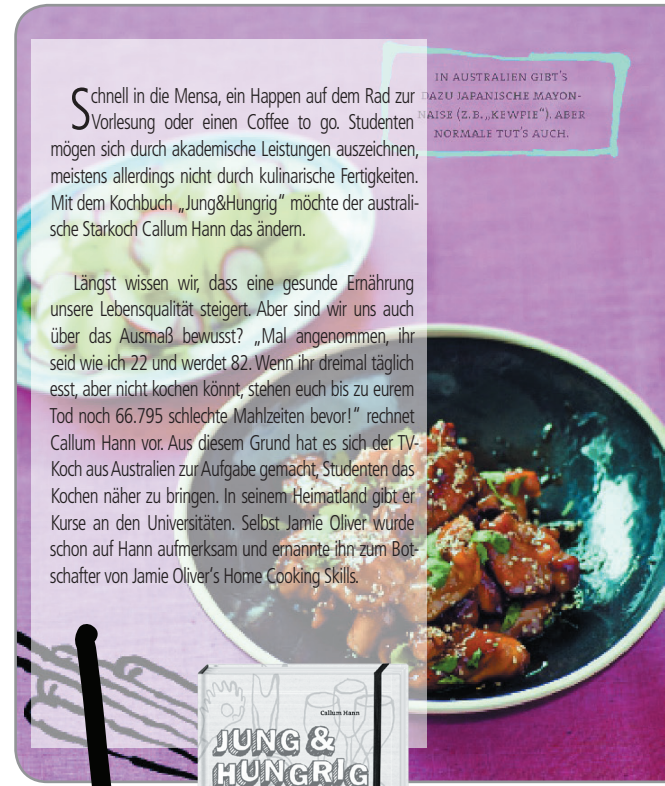 Schnell in die Mensa, ein Happen auf dem Rad zur
Vorlesung oder einen Coffee to go. Studenten
mögen sich durch akademische Leistungen auszeichnen,
meistens allerdings nicht durch kulinarische Fertigkeiten.
Mit dem Kochbuch „Jung&Hungrig“ möchte der australi-
sche Starkoch Callum Hann das ändern.
Längst wissen wir, dass eine gesunde Ernährung
unsere Lebensqualität steigert. Aber sind wir uns auch
über das Ausmaß bewusst? „Mal angenommen, ihr
seid wie ich 22 und werdet 82. Wenn ihr dreimal täglich
esst, aber nicht kochen könnt, stehen euch bis zu eurem
Tod noch 66.795 schlechte Mahlzeiten bevor!“ rechnet
Callum Hann vor. Aus diesem Grund hat es sich der TV-
Koch aus Australien zur Aufgabe gemacht, Studenten das
Kochen näher zu bringen. In seinem Heimatland gibt er
Kurse an den Universitäten. Selbst Jamie Oliver wurde
schon auf Hann aufmerksam und ernannte ihn zum Bot-
schafter von Jamie Oliver's Home Cooking Skills.
IN AUSTRALIEN GIBT'S
DAZU JAPANISCHE MAYON-
NAISE (Z.B. „KEWPIE“). ABER
NORMALE TUT'S AUCH.
Callum Hann
JUNG &
HUNGRIG